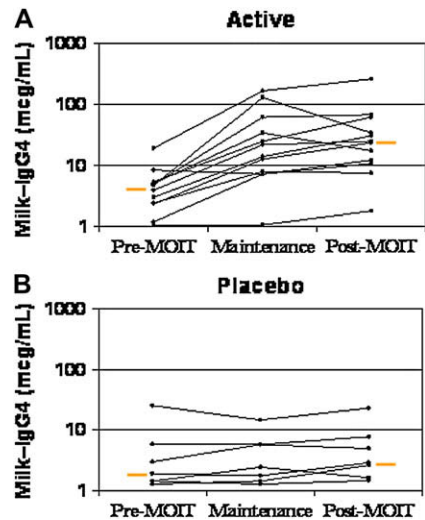 A
Active
Milk–IgG4 (mcg/mL)
1000
100
10
1
Pre-MOIT Maintenance Post-MOIT
B
Placebo
Milk–IgG4 (mcg/mL)
1000
100
10
1
Pre-MOIT Maintenance Post-MOIT